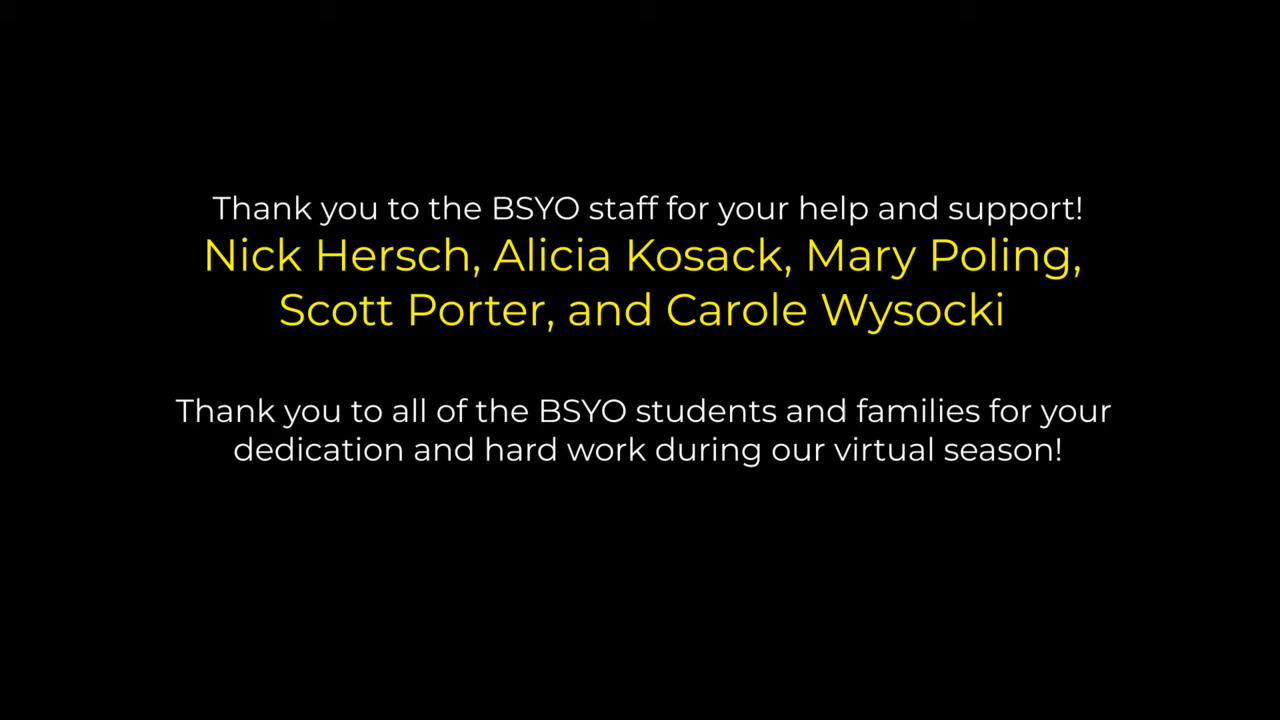 Thank you to the BSYO staff for your help and support!
Nick Hersch, Alicia Kosack, Mary Poling,
Scott Porter, and Carole Wysocki
Thank you to all of the BSYO students and families for your
dedication and hard work during our virtual season!